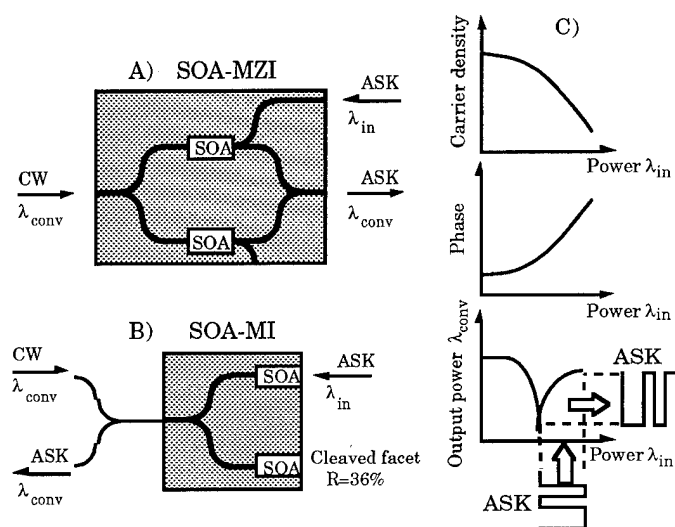 A) SOA-MZI
ASK
λin
SOA
CW
λconv
ASK
λconv
SOA
B) SOA-MI
CW
λconv
ASK
λconv
SOA
ASK
λin
SOA
Cleaved facet
R=36%
C)
Carrier density
Power λin
Phase
Power λin
Output power λconv
ASK
Power λin
ASK